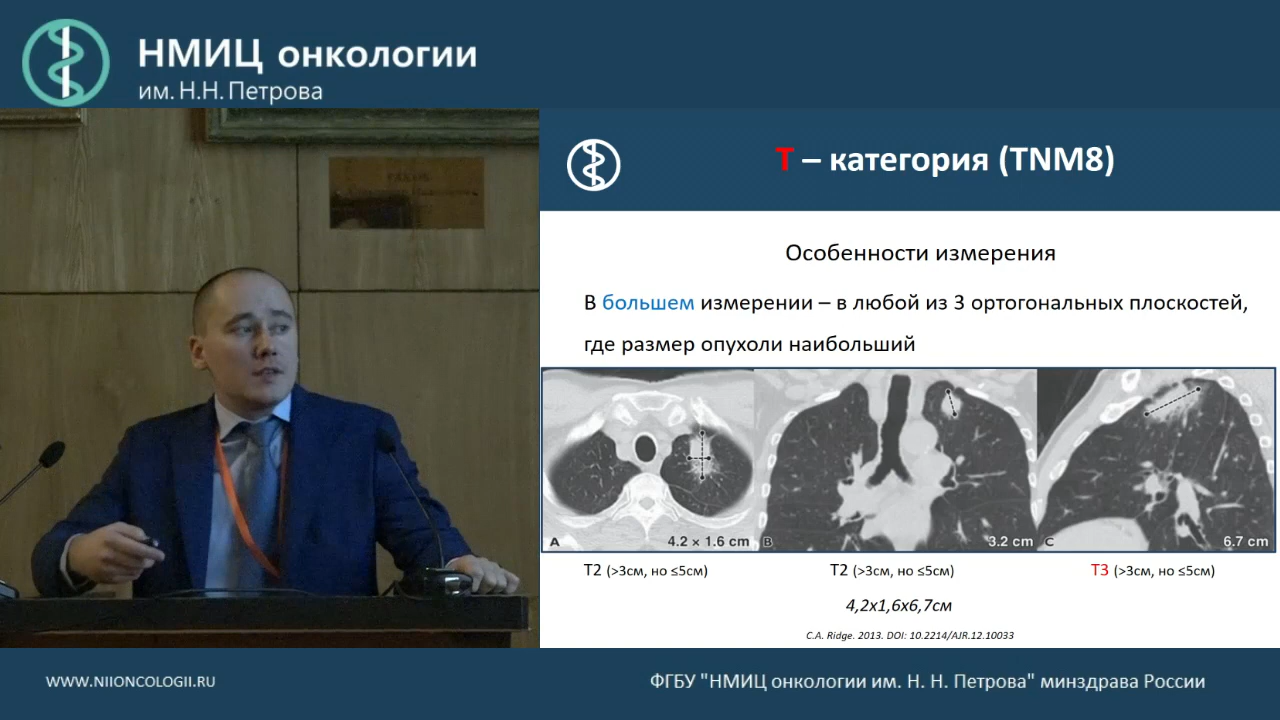 НМИЦ онкологии
им. Н.Н. Петрова
Т – категория (TNM8)
Особенности измерения
В большем измерении – в любой из 3 ортогональных плоскостей,
где размер опухоли наибольший
A 4.2 × 1.6 cm
B 3.2 cm
C 6.7 cm
T2 (>3см, но ≤5см)
T2 (>3см, но ≤5см)
T3 (>3см, но ≤5см)
4,2х1,6х6,7см
C.A. Ridge. 2013. DOI: 10.2214/AJR.12.10033
WWW.NIIONCOLOGII.RU
ФГБУ "НМИЦ онкологии им. Н. Н. Петрова" минздрава России